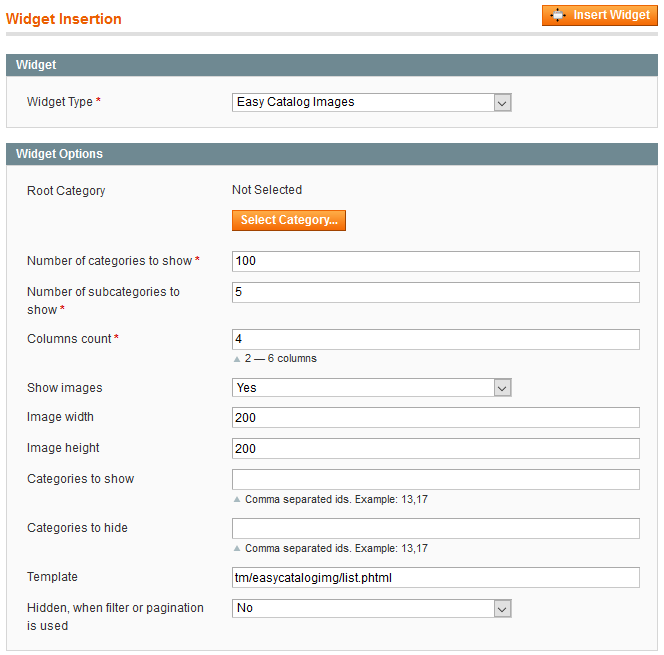 Widget Insertion
Insert Widget
Widget
Widget Type *
Easy Catalog Images
Widget Options
Root Category
Not Selected
Select Category...
Number of categories to show *
100
Number of subcategories to
show *
5
Columns count *
4
2 — 6 columns
Show images
Yes
Image width
200
Image height
200
Categories to show
Comma separated ids. Example: 13,17
Categories to hide
Comma separated ids. Example: 13,17
Template
tm/easycatalogimg/list.phtml
Hidden, when filter or pagination
is used
No